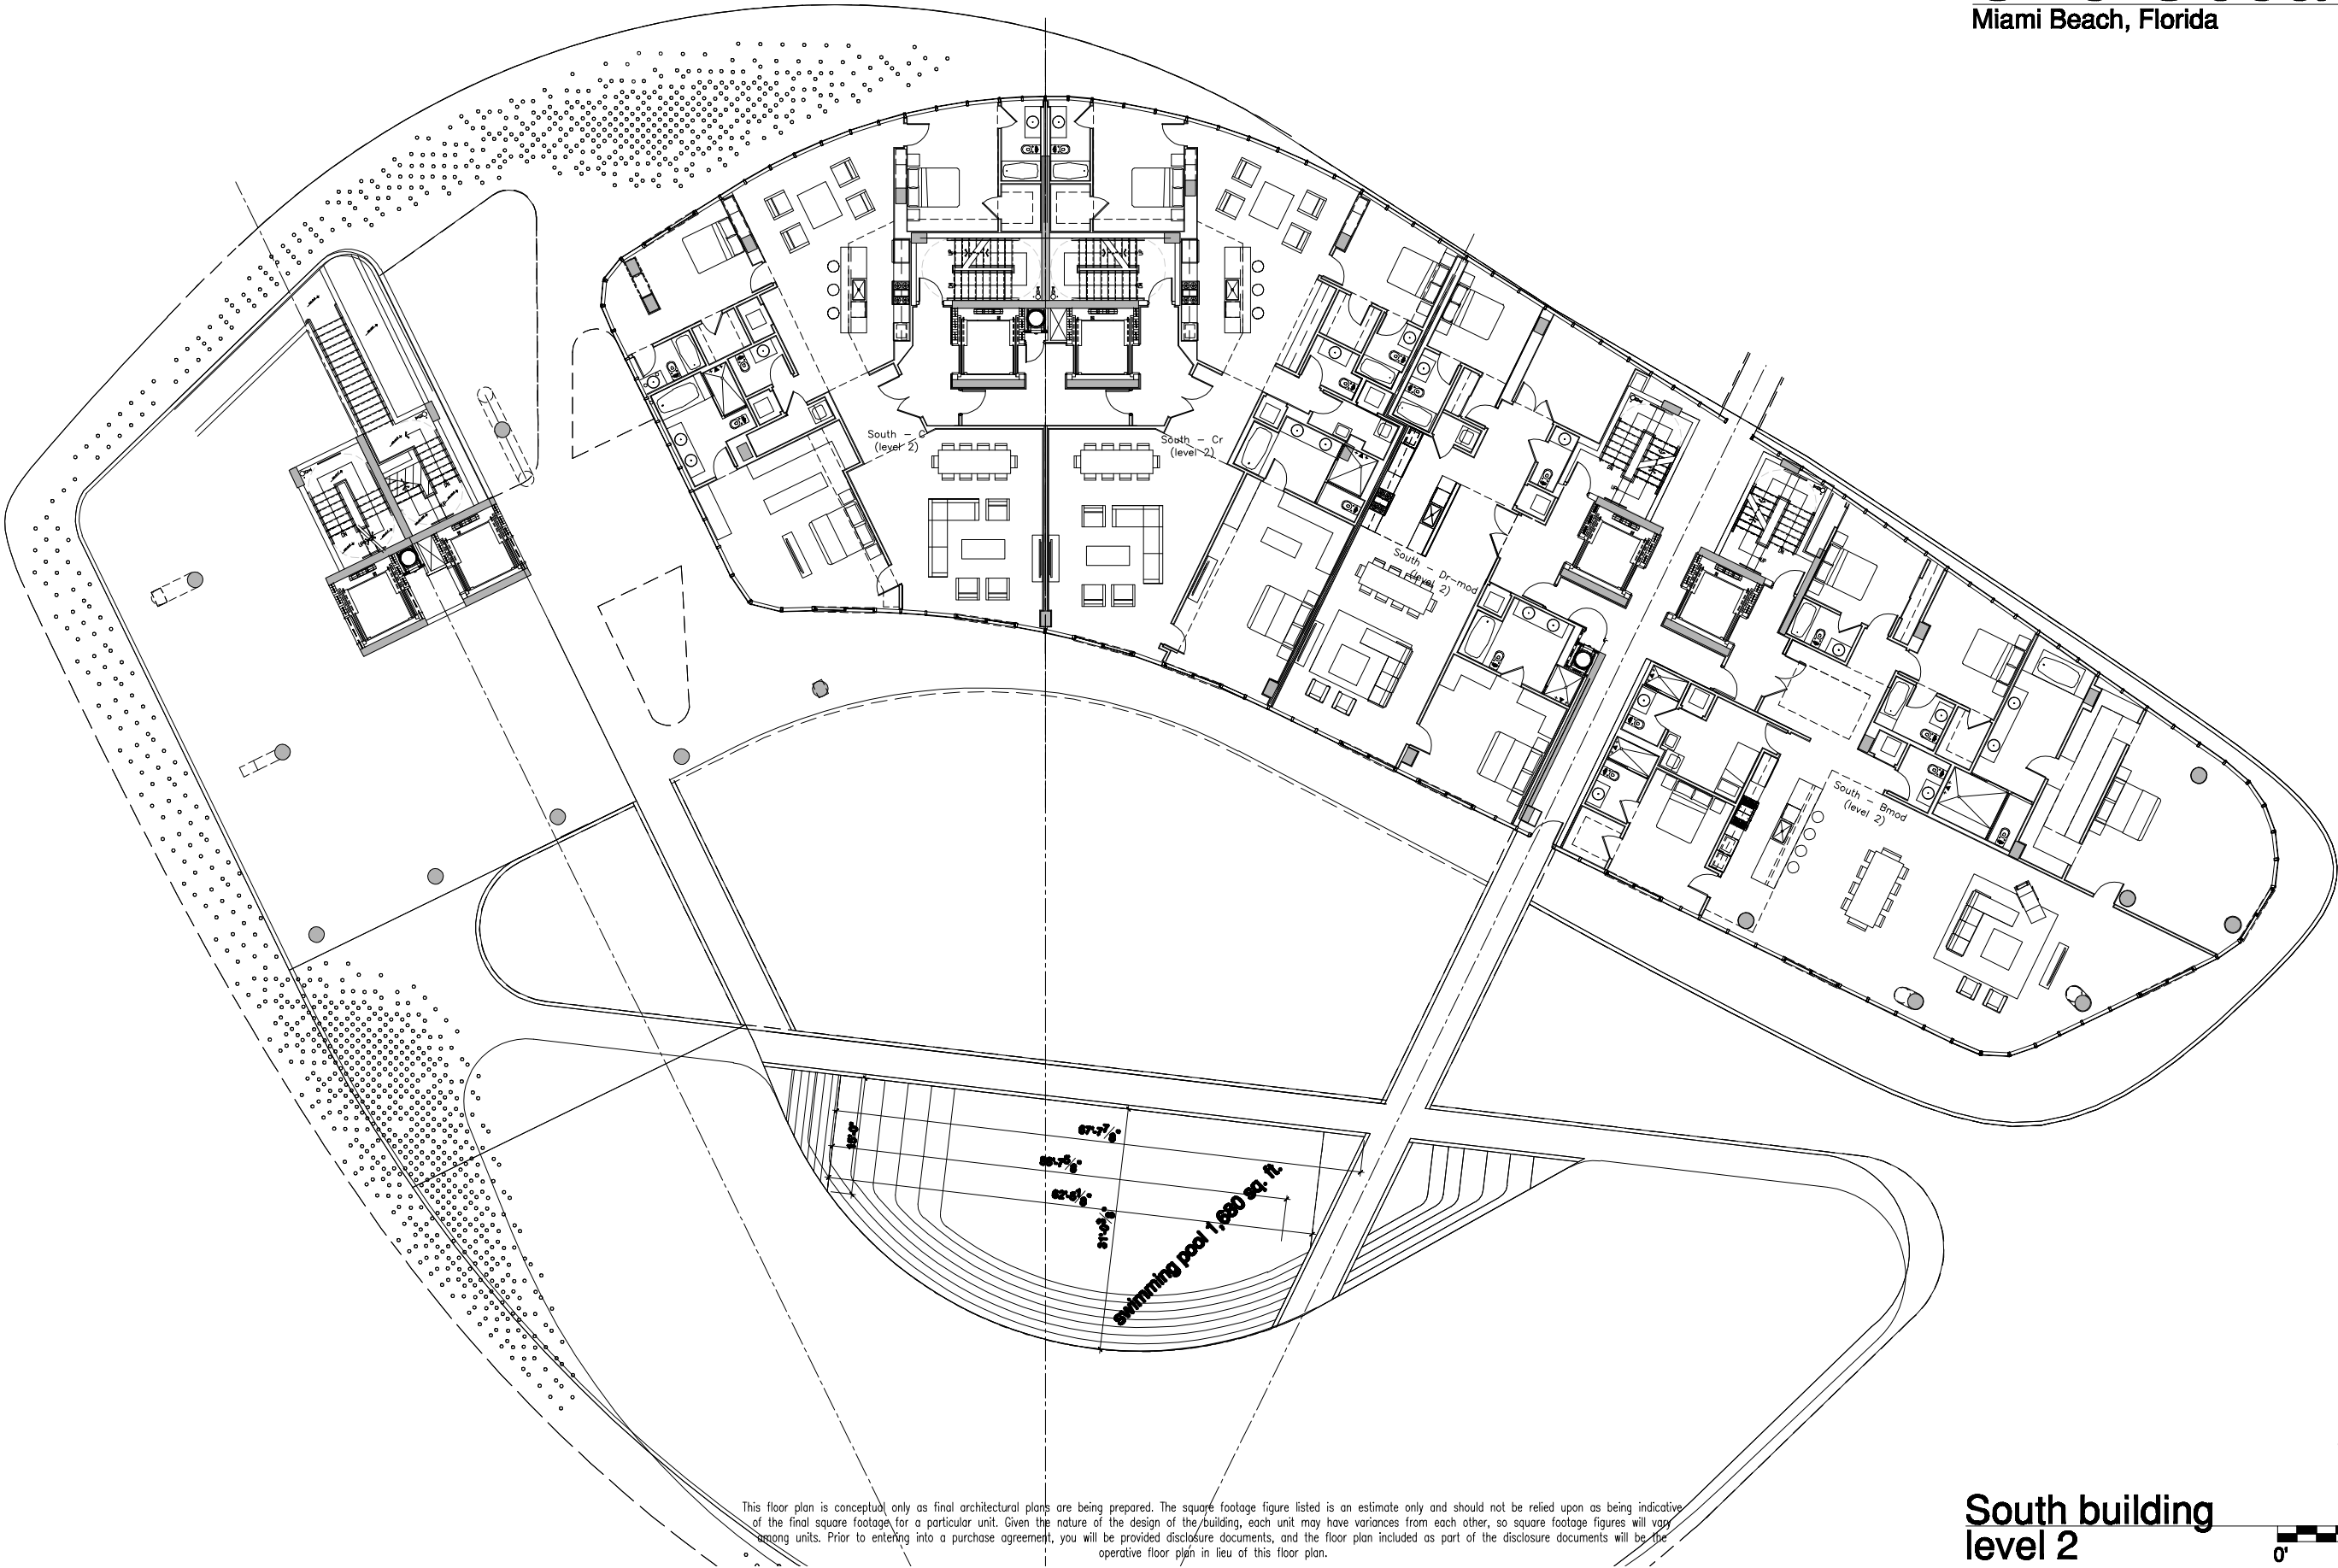 Miami Beach, Florida
South - C
(level 2)
South - Cr
(level 2)
South - Dr-mod
(level 2)
South - Bmod
(level 2)
15'-0"
67'-7 7/8"
swimming pool 1,680 sq. ft.
This floor plan is conceptual only as final architectural plans are being prepared. The square footage figure listed is an estimate only and should not be relied upon as being indicative
of the final square footage for a particular unit. Given the nature of the design of the building, each unit may have variances from each other, so square footage figures will vary
among units. Prior to entering into a purchase agreement, you will be provided disclosure documents, and the floor plan included as part of the disclosure documents will be the
operative floor plan in lieu of this floor plan.
South building
level 2
0'